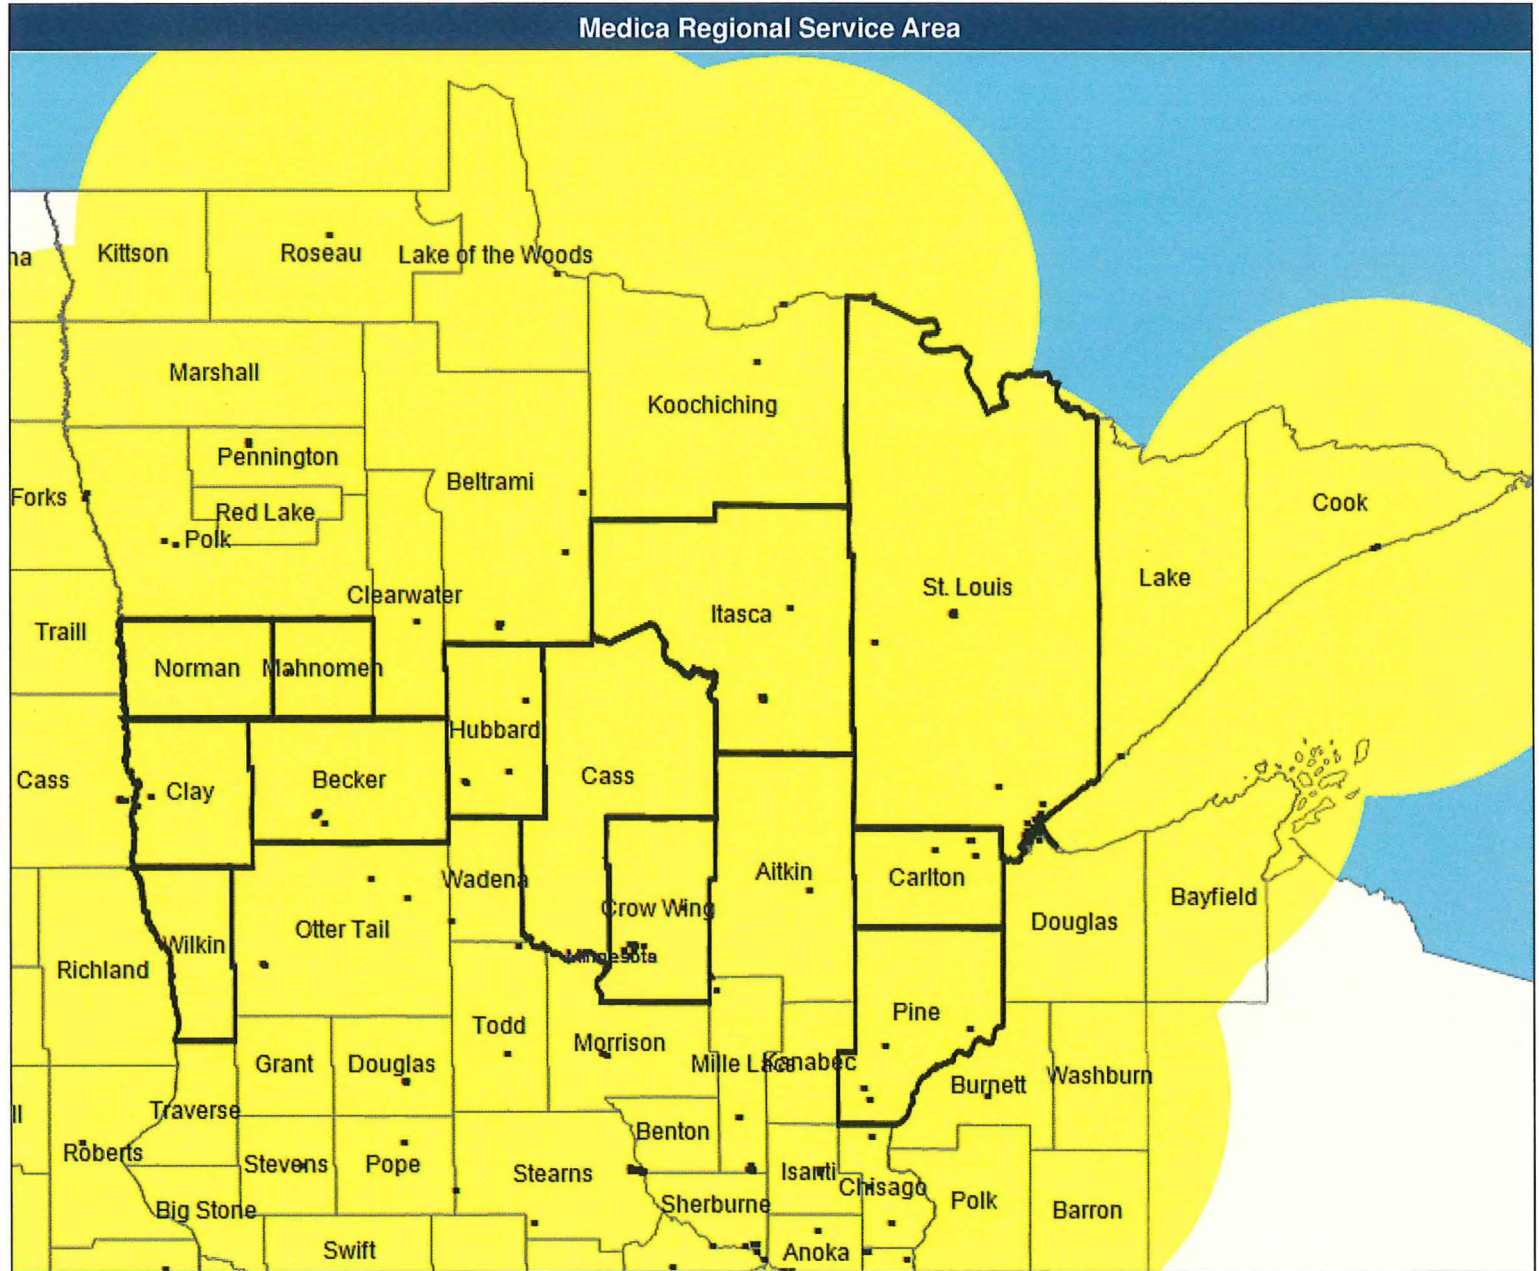 Medica Regional Service Area
na
Kittson
Roseau
Lake of the Woods
Marshall
Koochiching
Pennington
Beltrami
Forks
Red Lake
Cook
Polk
Clearwater
Lake
St. Louis
Itasca
Traill
Norman
Mahnomen
Hubbard
Cass
Clay
Becker
Cass
Wadena
Aitkin
Carlton
Bayfield
Crow Wing
Otter Tail
Douglas
Wilkin
Minnesota
Richland
Pine
Todd
Morrison
Grant
Douglas
Mille Lacs
Kanabec
Burnett
Washburn
Traverse
ll
Benton
Roberts
Stevens
Pope
Stearns
Isanti
Chisago
Sherburne
Polk
Barron
Big Stone
Swift
Anoka